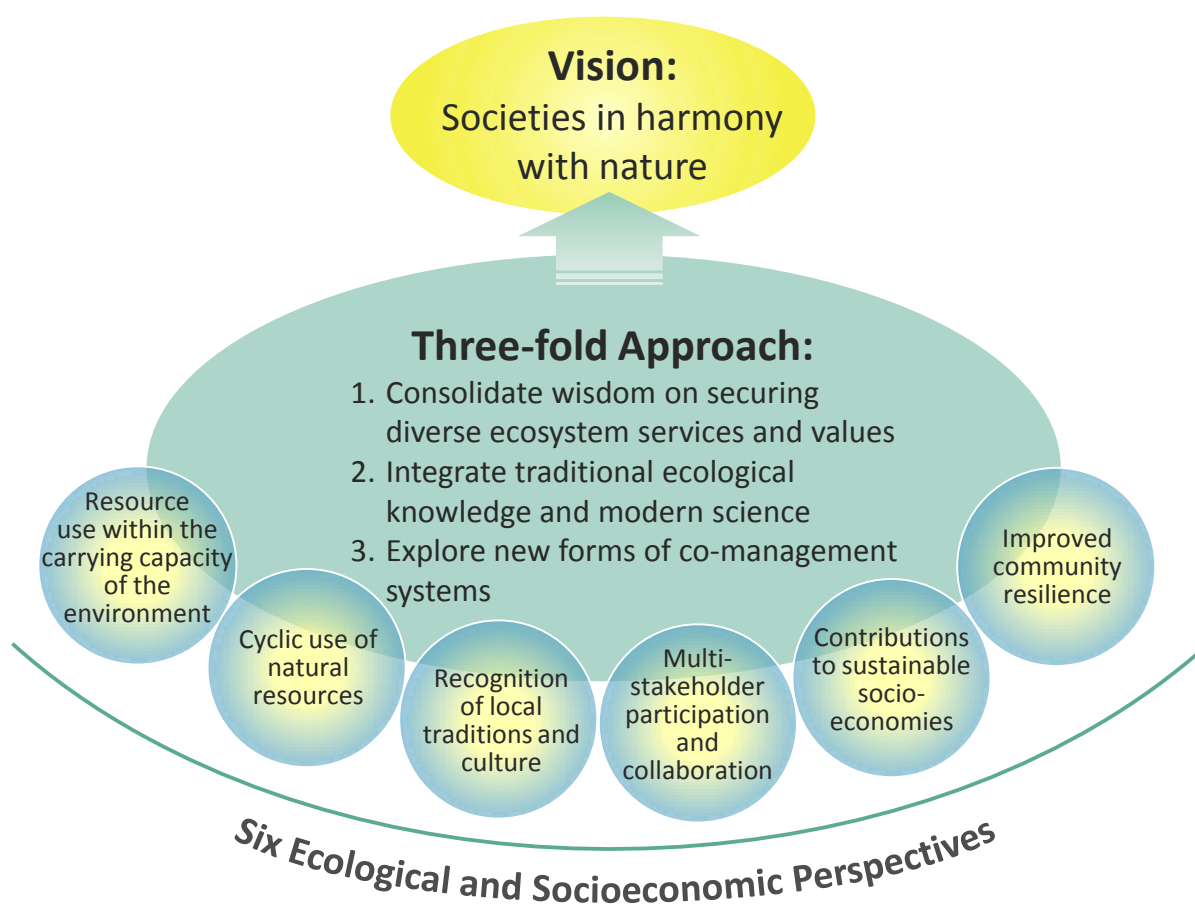 Vision:
Societies in harmony
with nature
Three-fold Approach:
1. Consolidate wisdom on securing
diverse ecosystem services and values
2. Integrate traditional ecological
knowledge and modern science
3. Explore new forms of co-management
systems
Resource
use within the
carrying capacity
of the
environment
Cyclic use of
natural
resources
Recognition
of local
traditions and
culture
Multi-
stakeholder
participation
and
collaboration
Contributions
to sustainable
socio-
economies
Improved
community
resilience
Six Ecological and Socioeconomic Perspectives